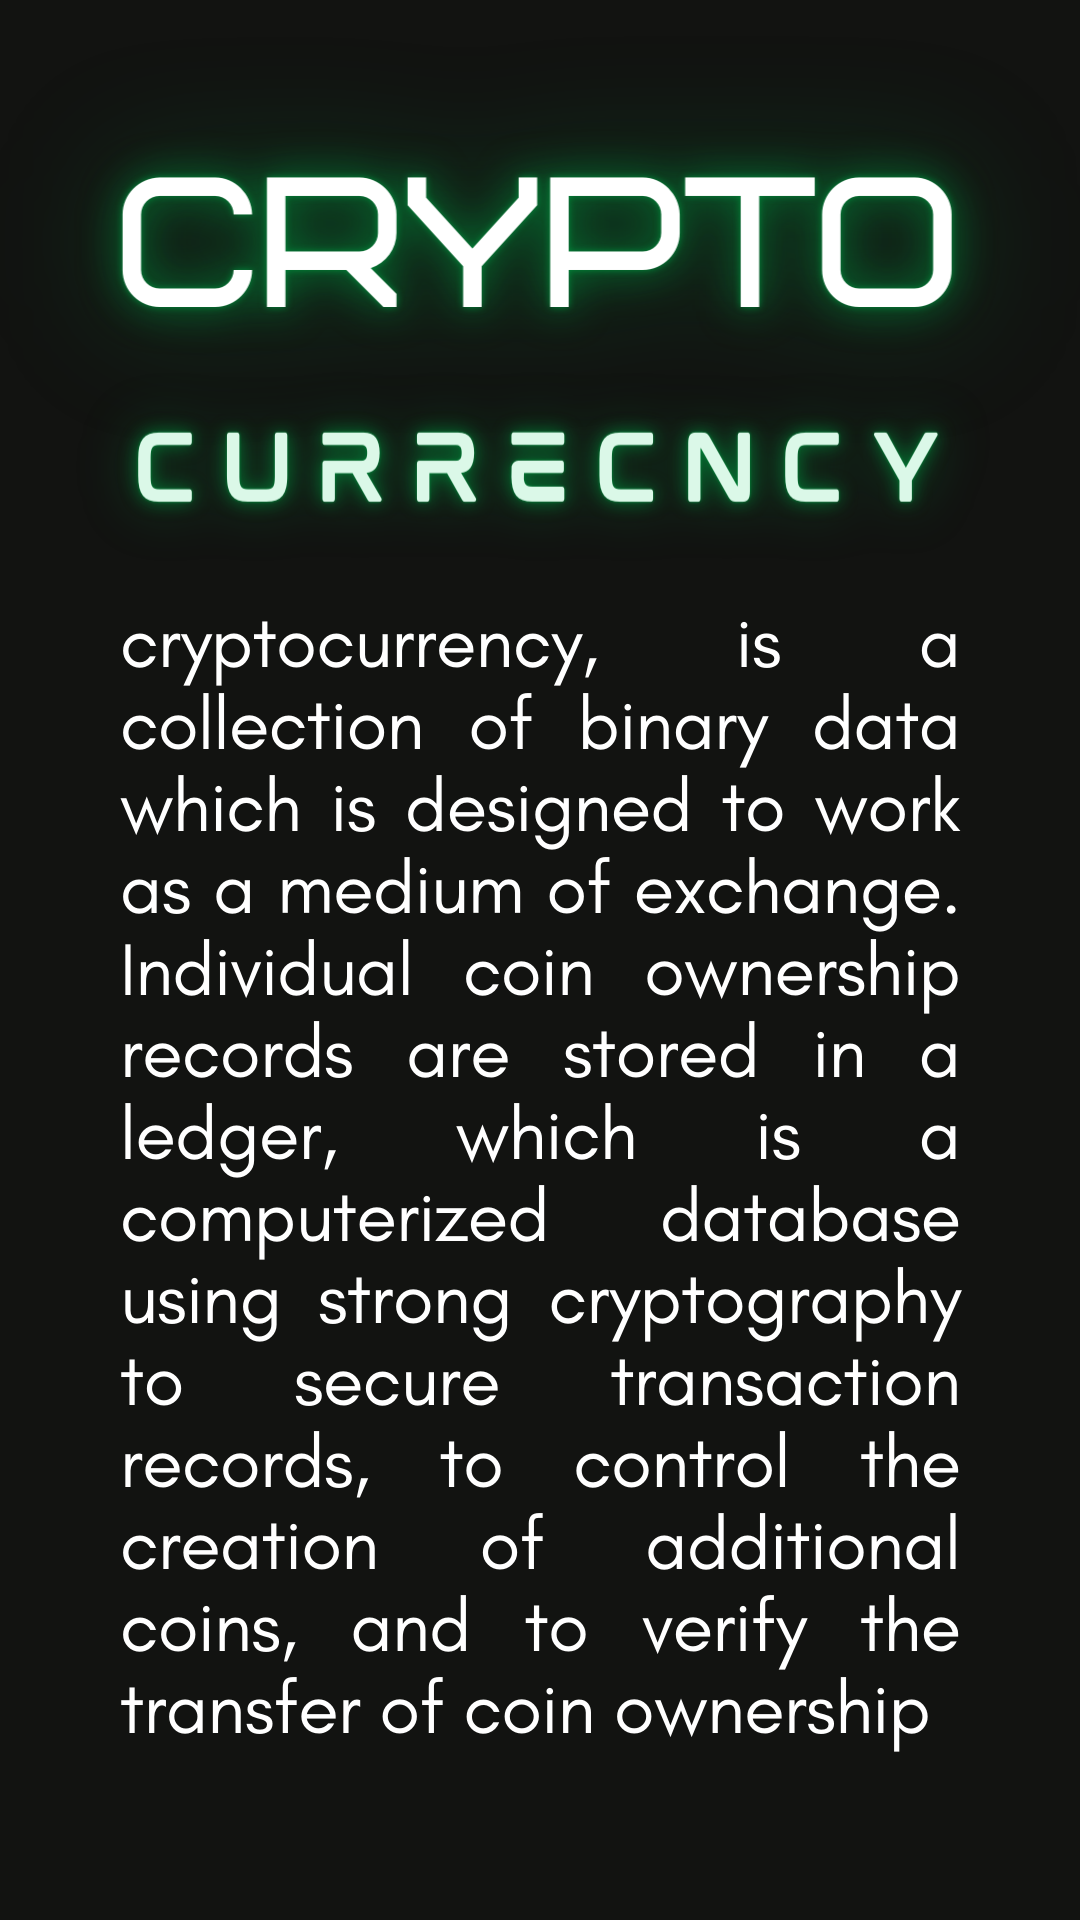 CRYPTO
CURRECNCY
cryptocurrency, is a
collection of binary data
which is designed to work
as a medium of exchange.
Individual coin ownership
records are stored in a
ledger, which is a
computerized database
using strong cryptography
to secure transaction
records, to control the
creation of additional
coins, and to verify the
transfer of coin ownership